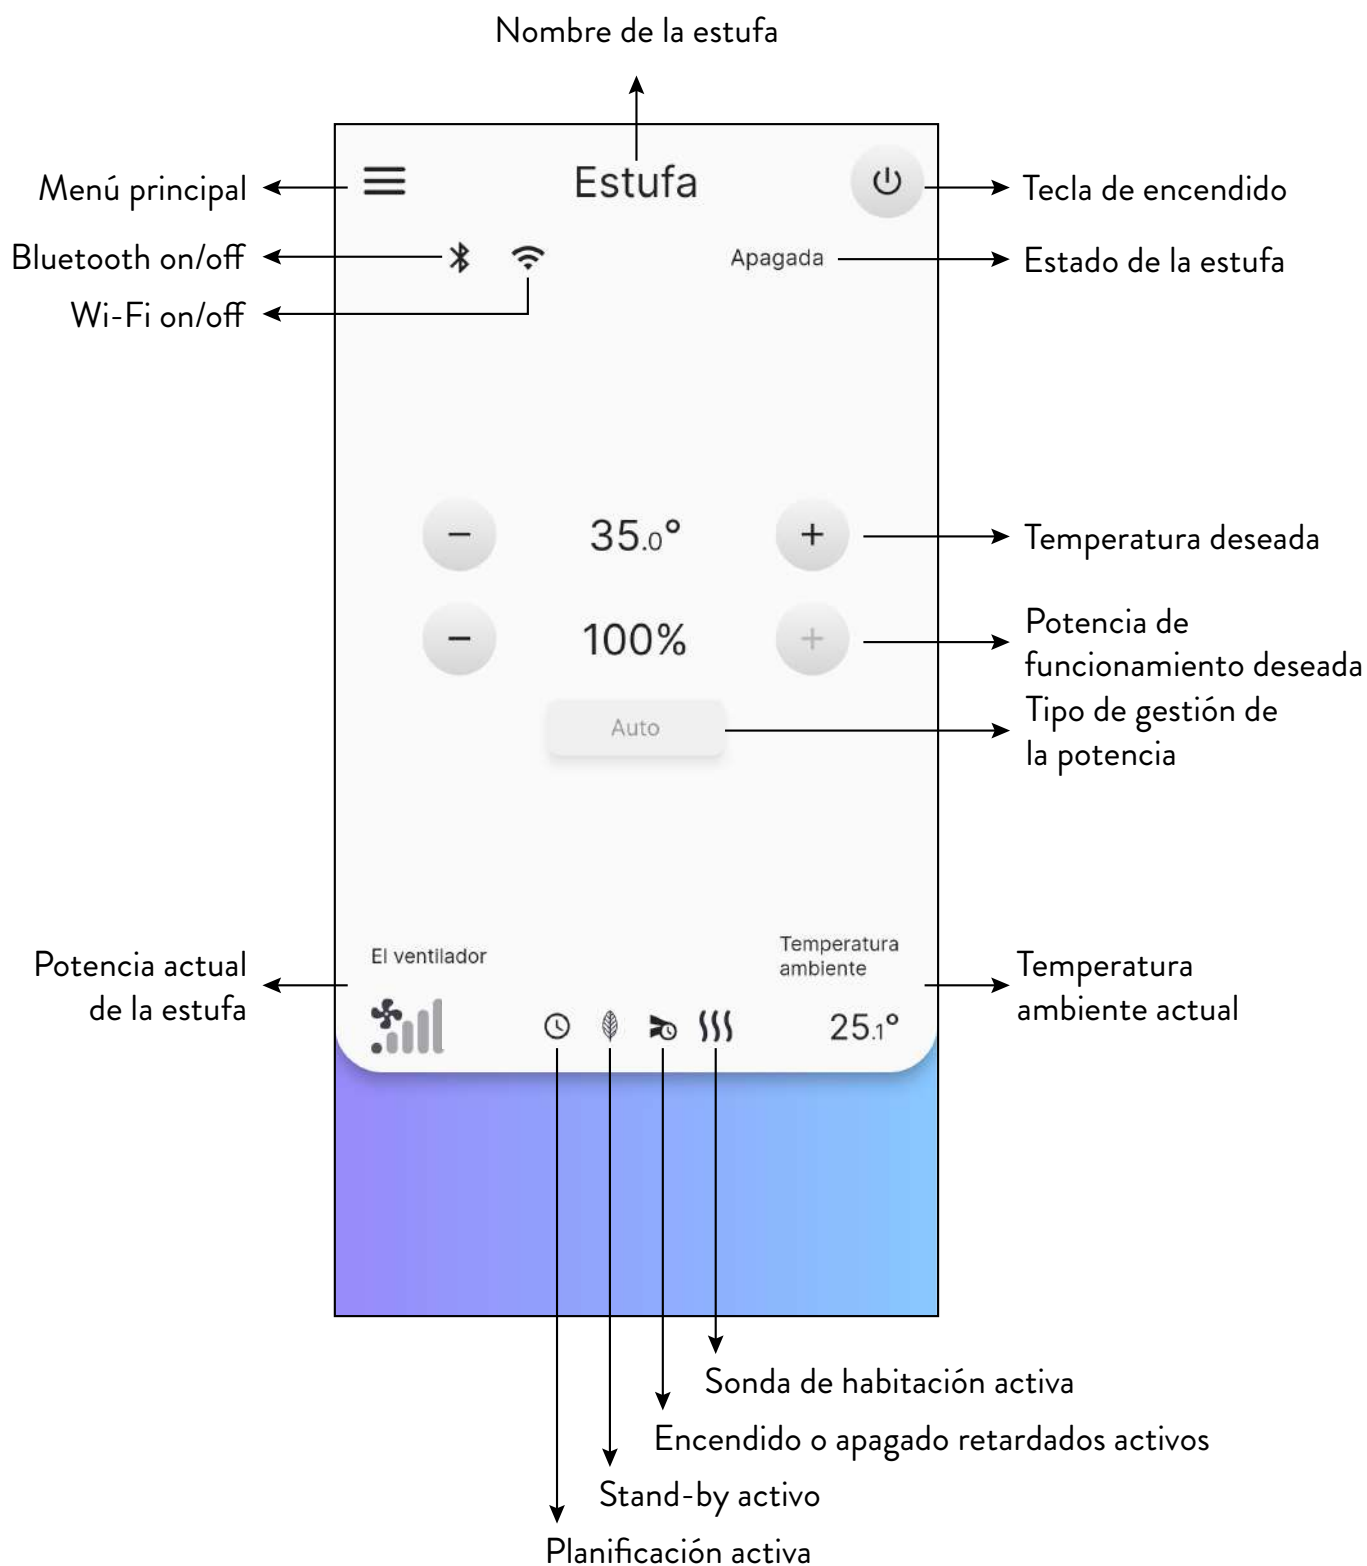 Nombre de la estufa
Menú principal
Estufa
Tecla de encendido
Bluetooth on/off
Apagada
Estado de la estufa
Wi-Fi on/off
− 35.0° +
Temperatura deseada
− 100% +
Potencia de
funcionamiento deseada
Auto
Tipo de gestión de
la potencia
Potencia actual
de la estufa
El ventilador
Temperatura
ambiente
25.1°
Temperatura
ambiente actual
Sonda de habitación activa
Encendido o apagado retardados activos
Stand-by activo
Planificación activa